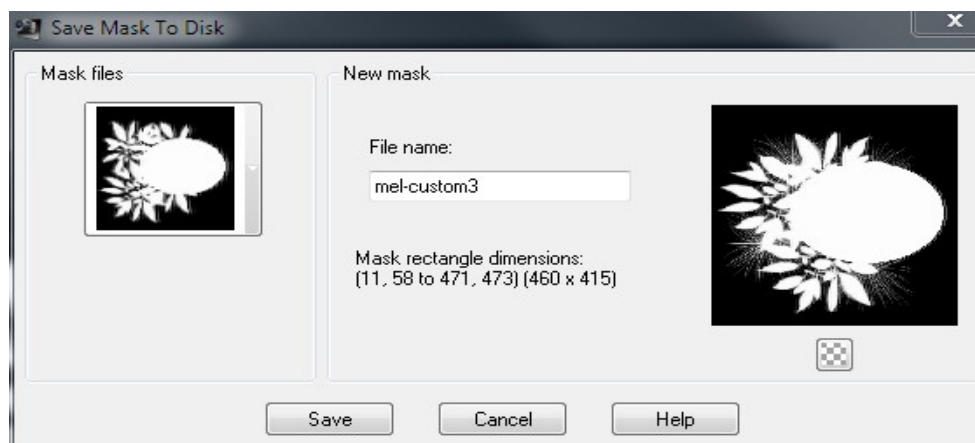 Save Mask To Disk
X
Mask files
New mask
File name:
mel-custom3
Mask rectangle dimensions:
(11, 58 to 471, 473) (460 x 415)
Save
Cancel
Help